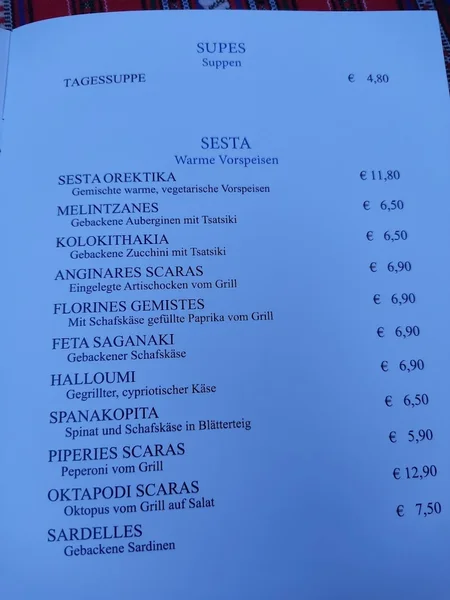 SUPES
Suppen
TAGESSUPPE € 4,80
SESTA
Warme Vorspeisen
SESTA OREKTIKA € 11,80
Gemischte warme, vegetarische Vorspeisen
MELINTZANES € 6,50
Gebackene Auberginen mit Tsatsiki
KOLOKITHAKIA € 6,50
Gebackene Zucchini mit Tsatsiki
ANGINARES SCARAS € 6,90
Eingelegte Artischocken vom Grill
FLORINES GEMISTES € 6,90
Mit Schafskäse gefüllte Paprika vom Grill
FETA SAGANAKI € 6,90
Gebackener Schafskäse
HALLOUMI € 6,90
Gegrillter, cypriotischer Käse
SPANAKOPITA € 6,50
Spinat und Schafskäse in Blätterteig
PIPERIES SCARAS € 5,90
Peperoni vom Grill
OKTAPODI SCARAS € 12,90
Oktopus vom Grill auf Salat
SARDELLES € 7,50
Gebackene Sardinen